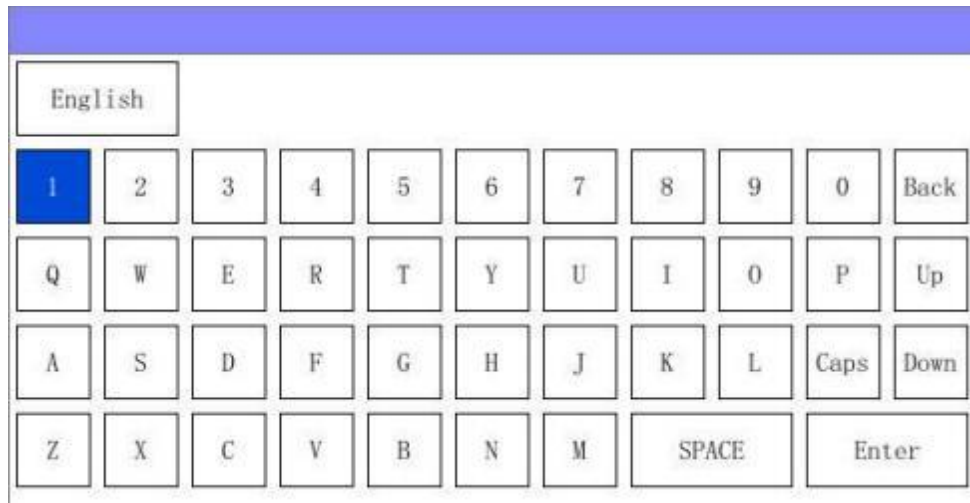 English
1 2 3 4 5 6 7 8 9 0 Back
Q W E R T Y U I O P Up
A S D F G H J K L Caps Down
Z X C V B N M SPACE Enter